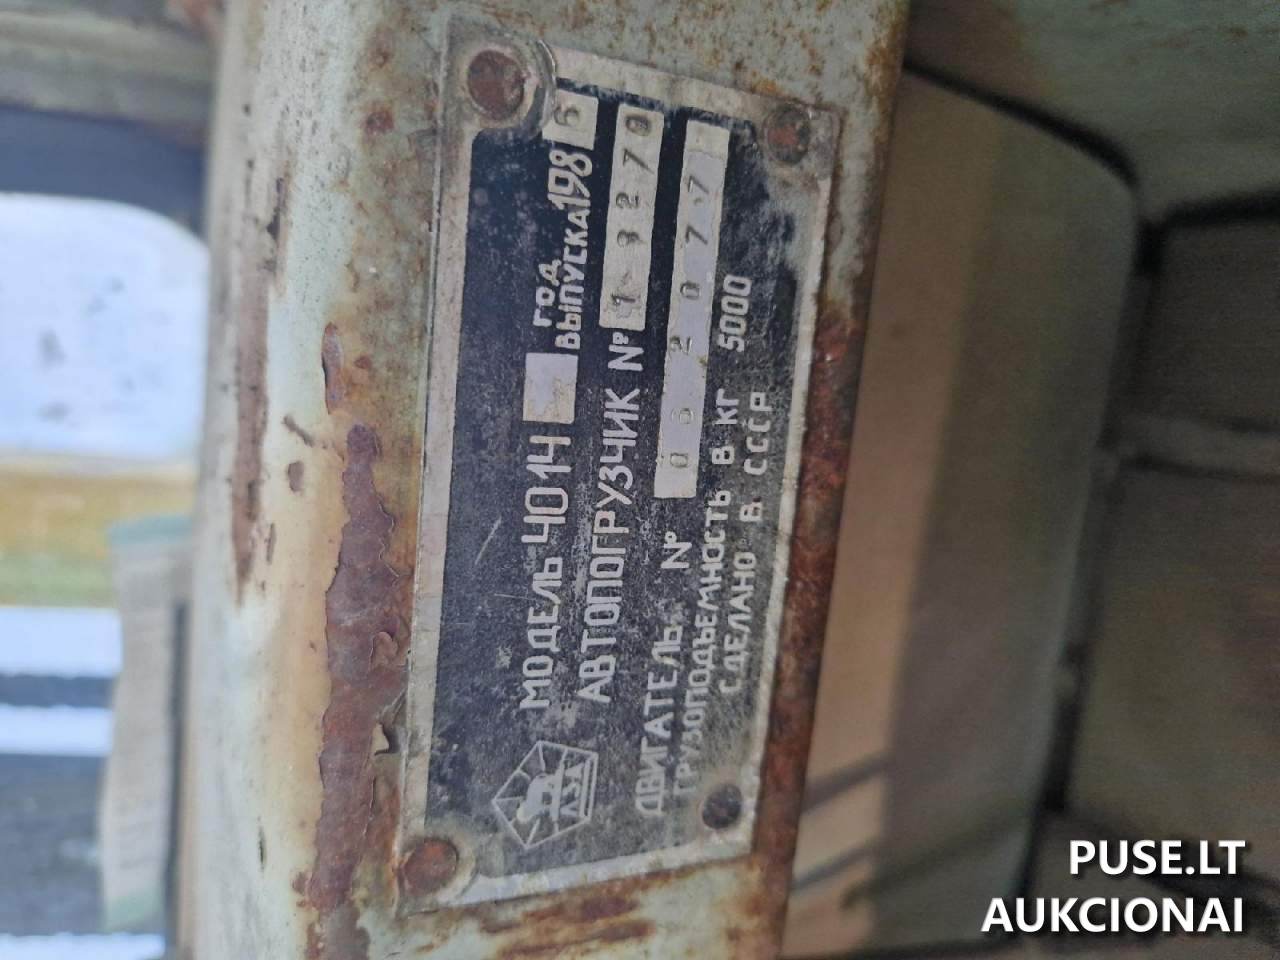 МОДЕЛЬ 4014 ГОД ВЫПУСКА 1986
АВТОПОГРУЗЧИК №
ДВИГАТЕЛЬ №
ГРУЗОПОДЪЕМНОСТЬ В КГ 5000
СДЕЛАНО В СССР
PUSE.LT
AUKCIONAI